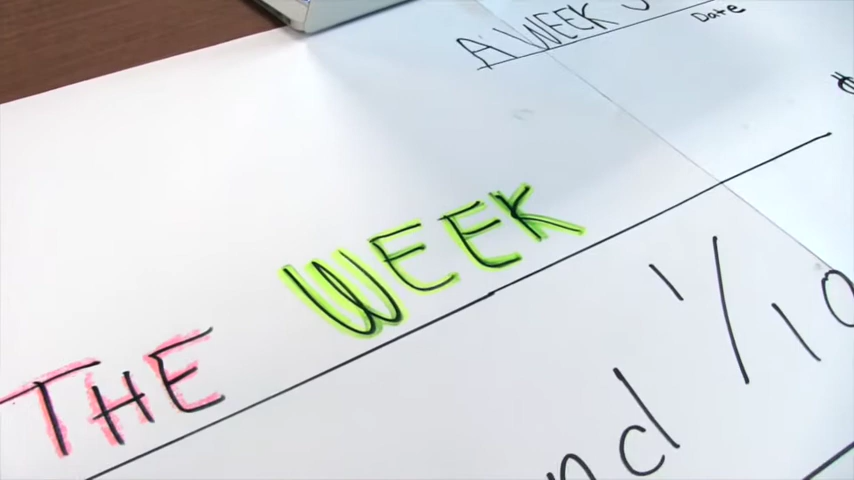 A WEEK
Date
THE WEEK
1/10
nd